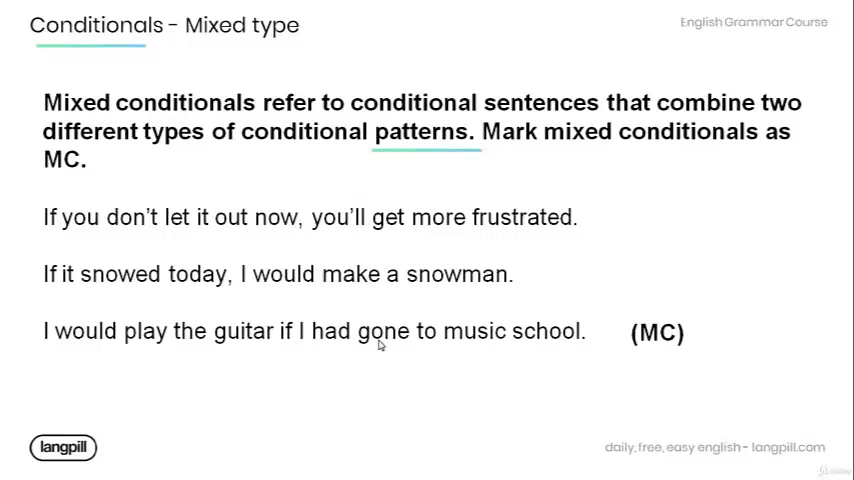 Conditionals - Mixed type
English Grammar Course
Mixed conditionals refer to conditional sentences that combine two
different types of conditional patterns. Mark mixed conditionals as
MC.
If you don't let it out now, you'll get more frustrated.
If it snowed today, I would make a snowman.
I would play the guitar if I had gone to music school. (MC)
langpill
daily, free, easy english - langpill.com